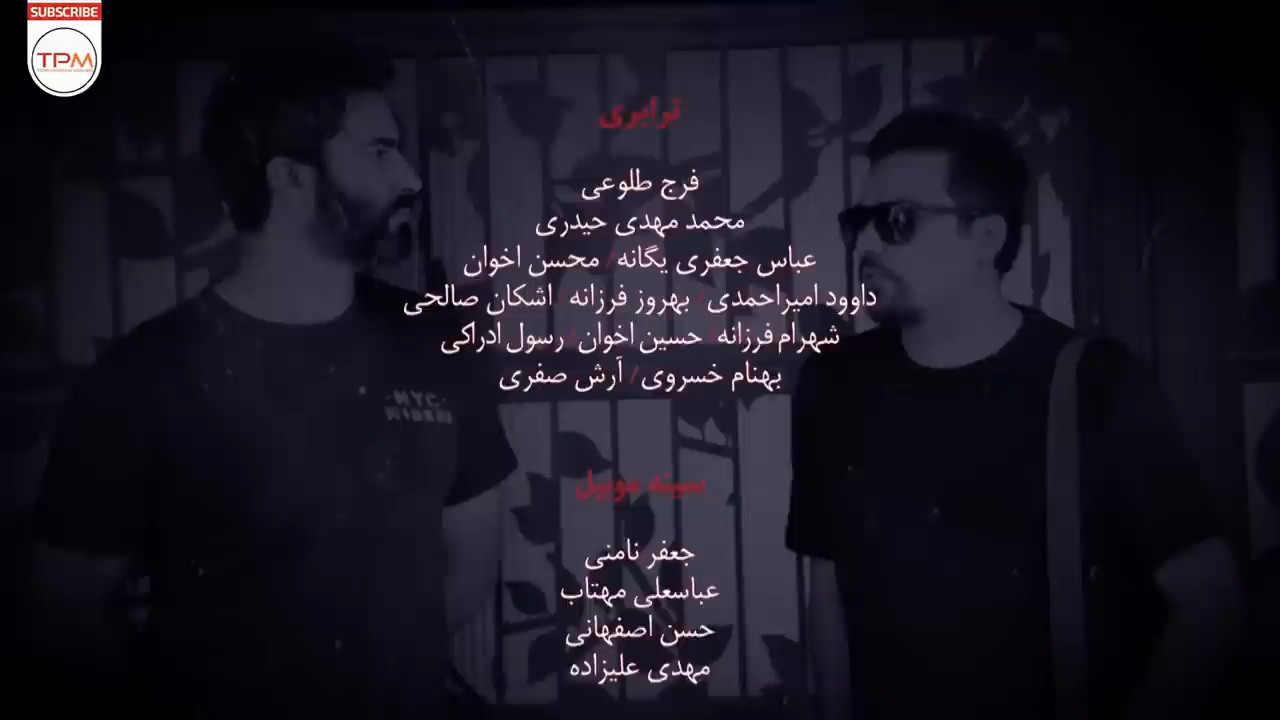 SUBSCRIBE
TPM
ترابری
فرج طلوعی
محمد مهدی حیدری
عباس جعفری یگانه / محسن اخوان
داوود امیراحمدی / بهروز فرزانه / اشکان صالحی
شهرام فرزانه / حسین اخوان / رسول ادراکی
بهنام خسروی / آرش صفری
·NYC·
سینه موبیل
جعفر نامنی
عباسعلی مهتاب
حسن اصفهانی
مهدی علیزاده